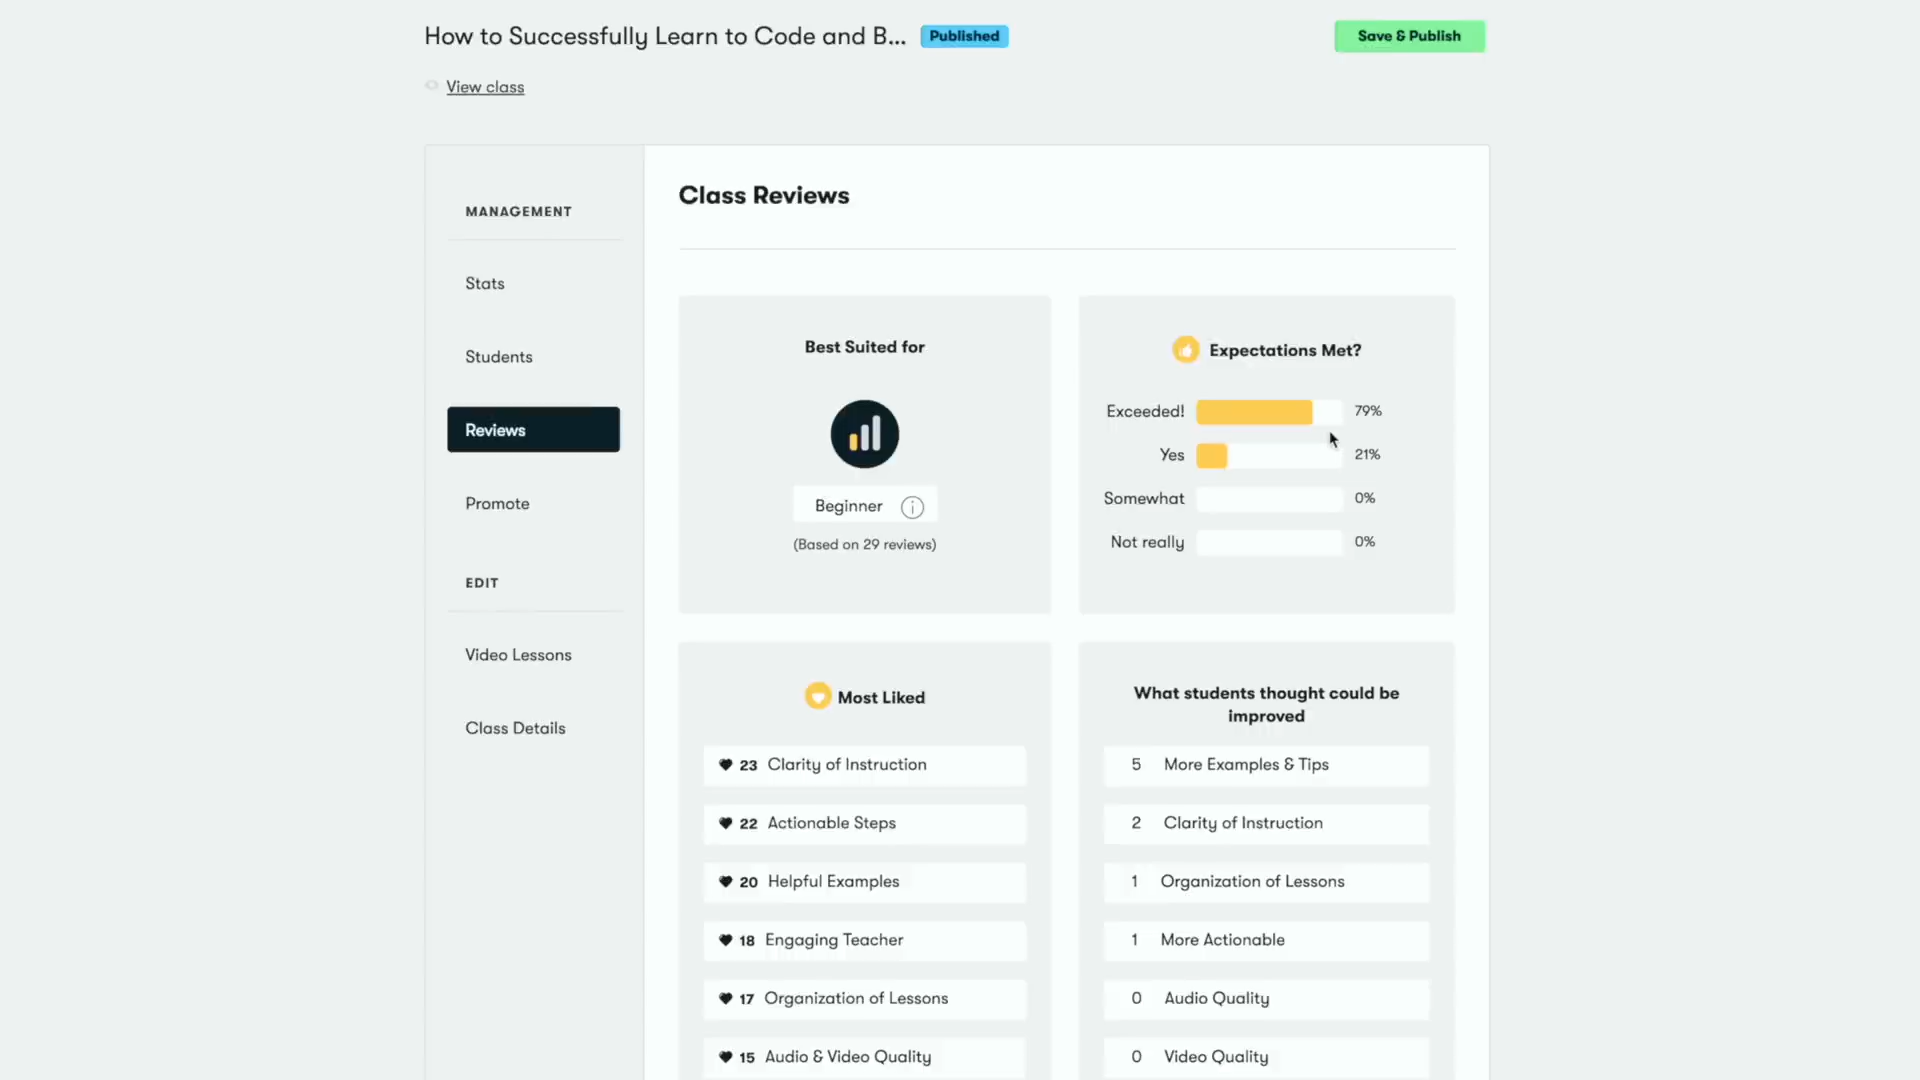 How to Successfully Learn to Code and B...
Published
Save & Publish
View class
MANAGEMENT
Stats
Students
Reviews
Promote
EDIT
Video Lessons
Class Details
Class Reviews
Best Suited for
Beginner
(Based on 29 reviews)
Expectations Met?
Exceeded! 79%
Yes 21%
Somewhat 0%
Not really 0%
Most Liked
23 Clarity of Instruction
22 Actionable Steps
20 Helpful Examples
18 Engaging Teacher
17 Organization of Lessons
15 Audio & Video Quality
What students thought could be
improved
5 More Examples & Tips
2 Clarity of Instruction
1 Organization of Lessons
1 More Actionable
0 Audio Quality
0 Video Quality